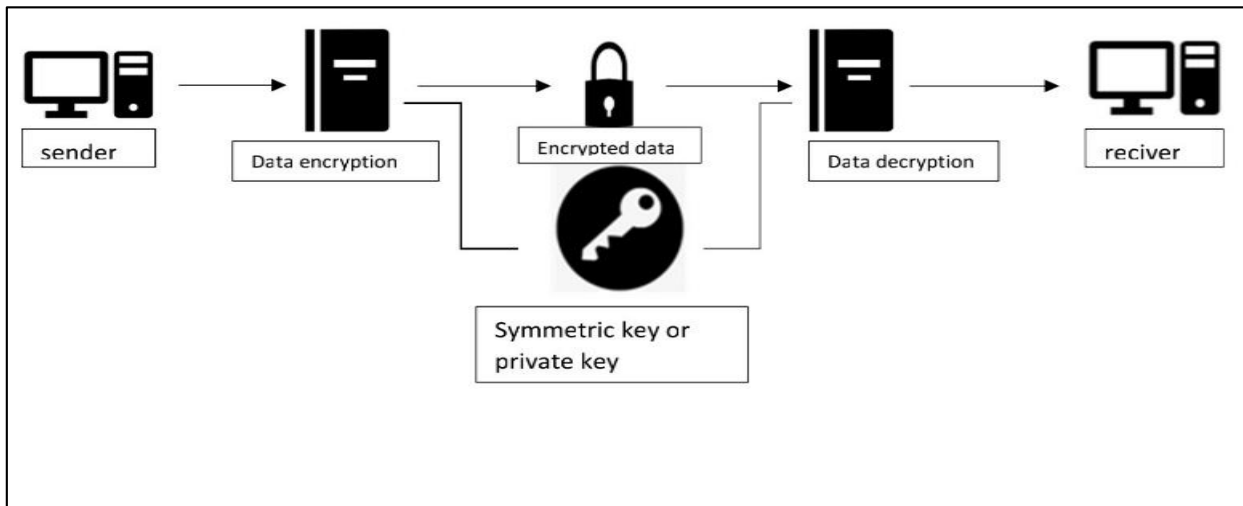 sender
Data encryption
Encrypted data
Data decryption
reciver
Symmetric key or
private key